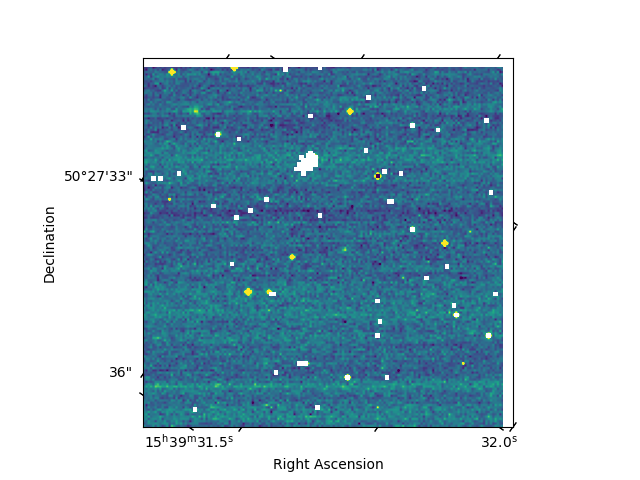 50°27'33"
36"
15ʰ39ᵐ31.5ˢ
32.0ˢ
Declination
Right Ascension